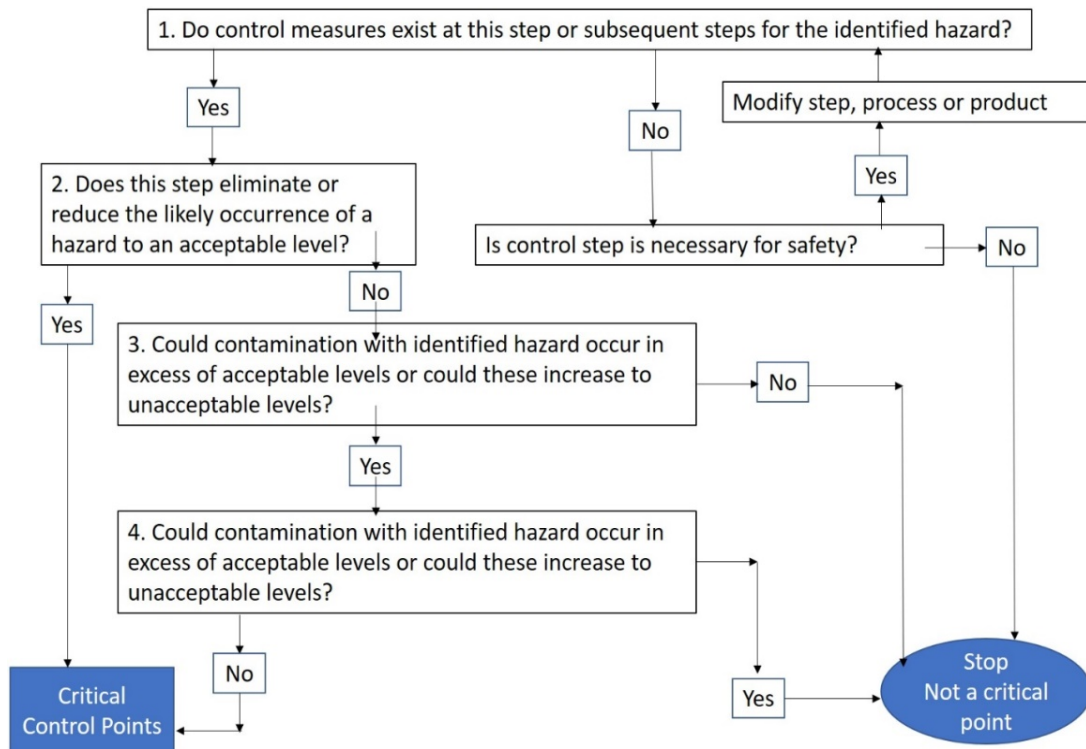 1. Do control measures exist at this step or subsequent steps for the identified hazard?
Yes
No
Modify step, process or product
Yes
2. Does this step eliminate or
reduce the likely occurrence of a
hazard to an acceptable level?
Is control step is necessary for safety?
No
Yes
No
3. Could contamination with identified hazard occur in
excess of acceptable levels or could these increase to
unacceptable levels?
No
Yes
4. Could contamination with identified hazard occur in
excess of acceptable levels or could these increase to
unacceptable levels?
No
Yes
Critical
Control Points
Stop
Not a critical
point